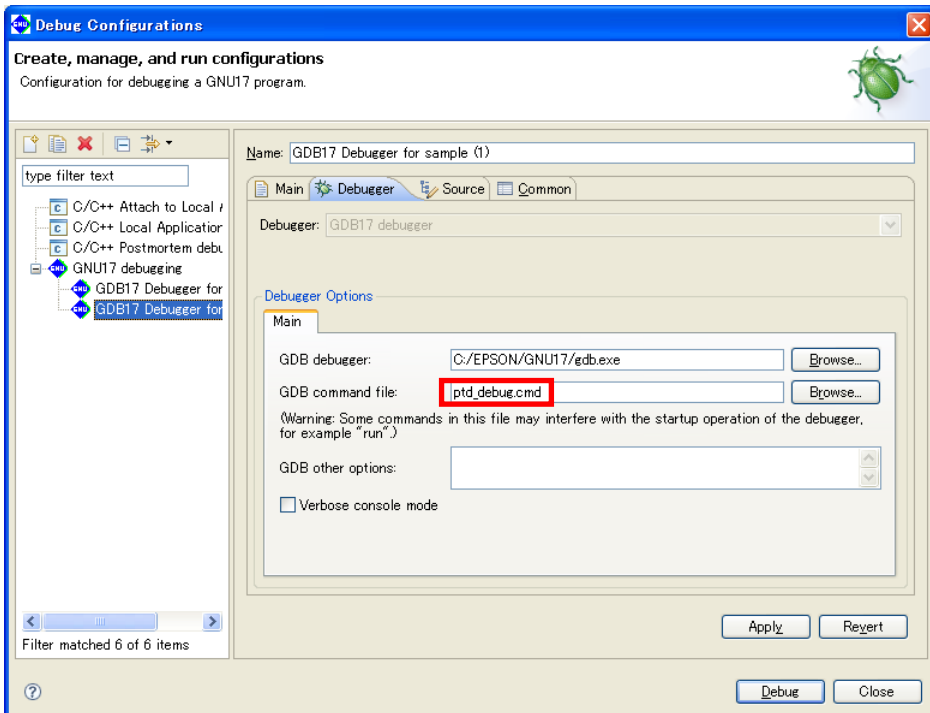 Debug Configurations
Create, manage, and run configurations
Configuration for debugging a GNU17 program.
Name: GDB17 Debugger for sample (1)
type filter text
Main Debugger Source Common
C/C++ Attach to Local
C/C++ Local Application
C/C++ Postmortem debu
GNU17 debugging
GDB17 Debugger for
GDB17 Debugger for
Debugger: GDB17 debugger
Debugger Options
Main
GDB debugger: C:/EPSON/GNU17/gdb.exe Browse...
GDB command file: ptd_debug.cmd Browse...
(Warning: Some commands in this file may interfere with the startup operation of the debugger,
for example "run".)
GDB other options:
Verbose console mode
Filter matched 6 of 6 items
Apply Revert
Debug Close